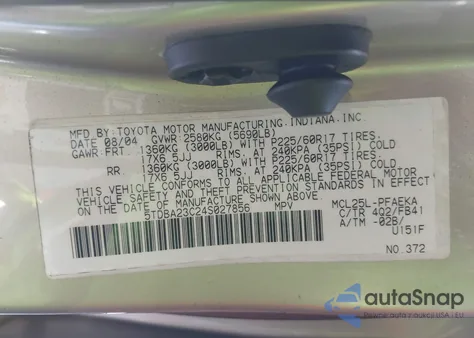 MFD. BY: TOYOTA MOTOR MANUFACTURING.INDIANA.INC.
DATE 08/04 GVWR 2580KG (5690LB)
GAWR:FRT. 1360KG (3000LB) WITH P225/60R17 TIRES.
17X6.5JJ RIMS. AT 240KPA (35PSI) COLD
RR 1360KG (3000LB) WITH P225/60R17 TIRES.
17X6.5JJ RIMS. AT 240KPA (35PSI) COLD
THIS VEHICLE CONFORMS TO ALL APPLICABLE FEDERAL MOTOR
VEHICLE SAFETY AND THEFT PREVENTION STANDARDS IN
EFFECT ON THE DATE OF MANUFACTURE SHOWN ABOVE.
5TDBA23C24S027856 MPV MCL25L-PFAEKA
C/TR 4Q2/FB41
A/TM -02B/
U151F
NO.372
autoSnap
USA | EU